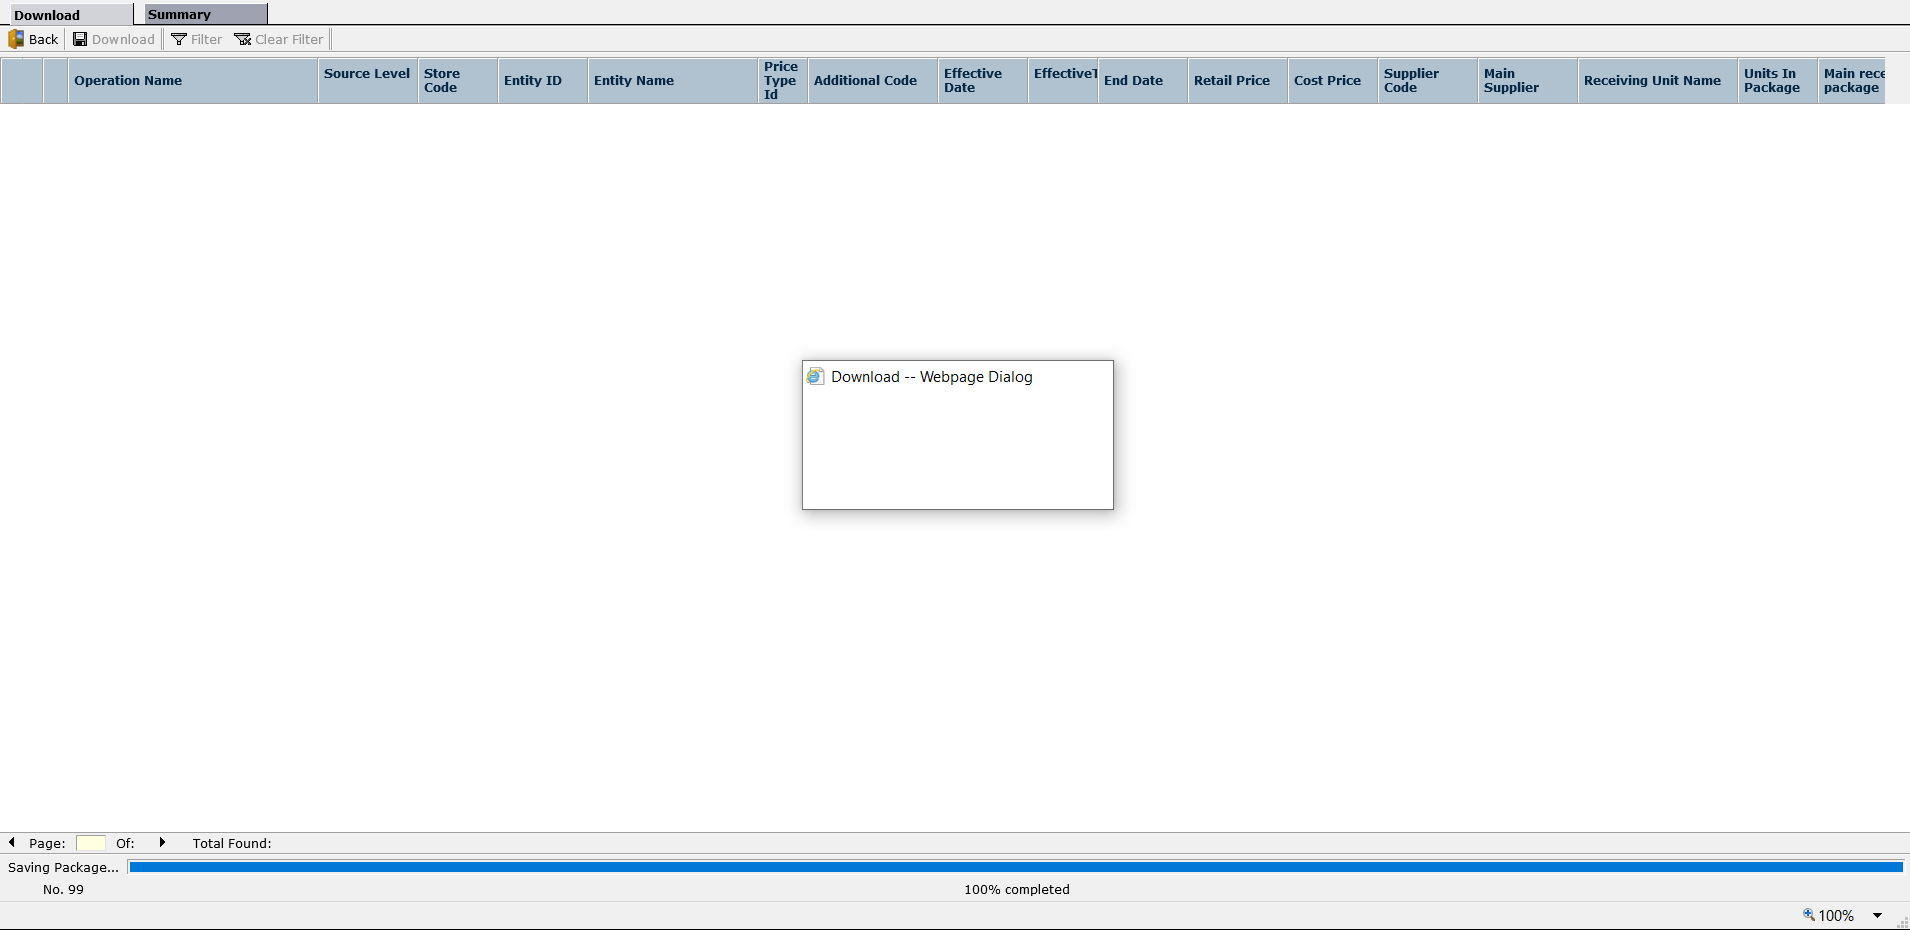 Download
Summary
Back
Download
Filter
Clear Filter
Operation Name
Source Level
Store
Code
Entity ID
Entity Name
Price
Type
Id
Additional Code
Effective
Date
EffectiveT
End Date
Retail Price
Cost Price
Supplier
Code
Main
Supplier
Receiving Unit Name
Units In
Package
Main rece
package
Download -- Webpage Dialog
Page:
Of:
Total Found:
Saving Package...
No. 99
100% completed
100%